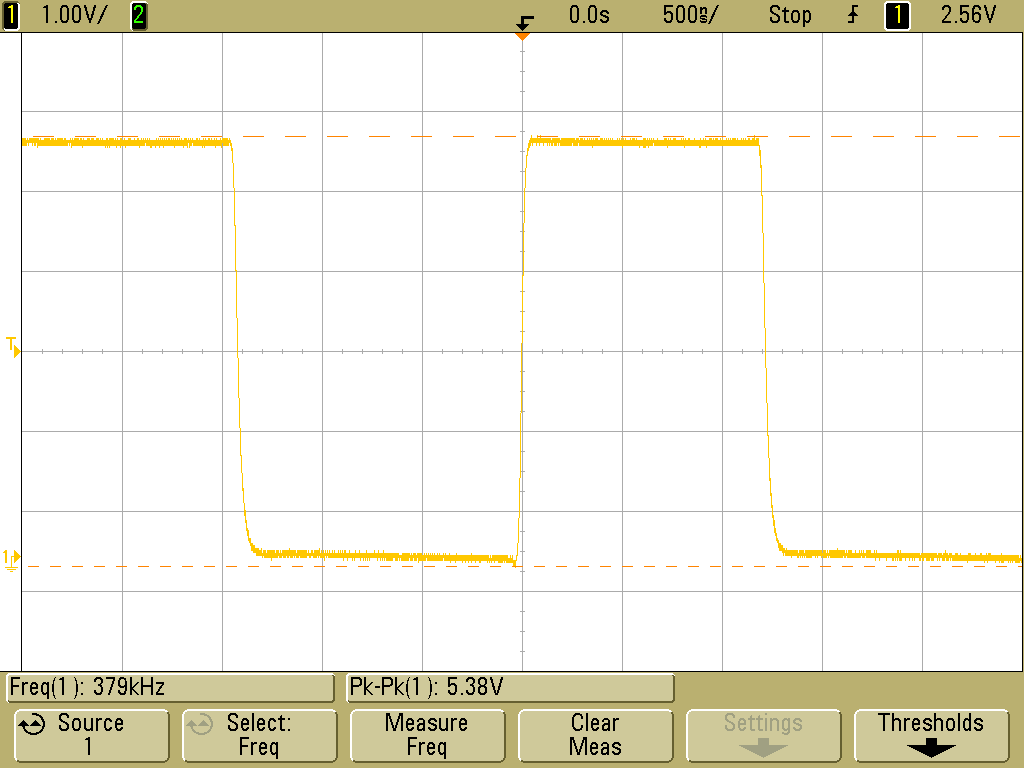 1 1.00V/ 2 0.0s 500ns/ Stop 1 2.56V
T
1
Freq(1): 379kHz Pk-Pk(1): 5.38V
Source Select: Measure Clear Settings Thresholds
1 Freq Freq Meas